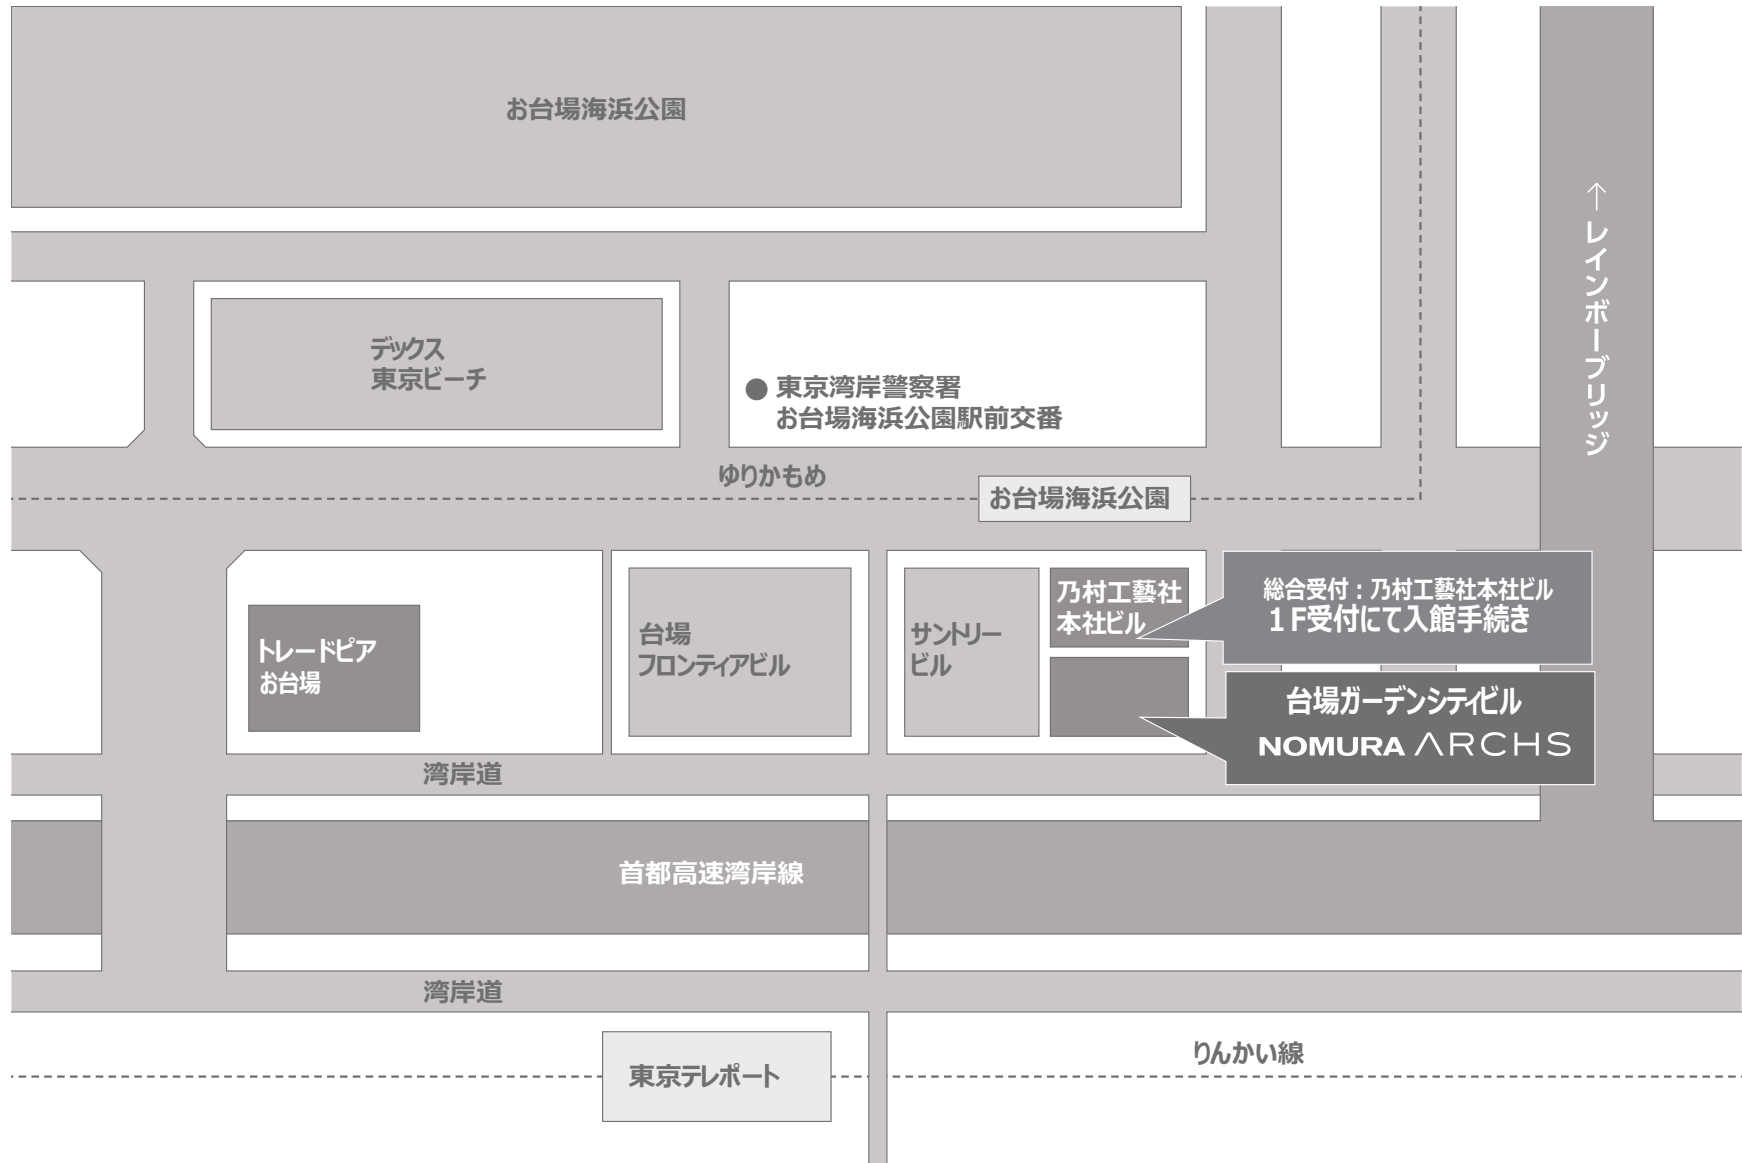 お台場海浜公園
↑レインボーブリッジ
デックス
東京ビーチ
● 東京湾岸警察署
お台場海浜公園駅前交番
ゆりかもめ
お台場海浜公園
トレードピア
お台場
台場
フロンティアビル
サントリー
ビル
乃村工藝社
本社ビル
総合受付：乃村工藝社本社ビル
１F受付にて入館手続き
台場ガーデンシティビル
NOMURA ARCHS
湾岸道
首都高速湾岸線
湾岸道
りんかい線
東京テレポート